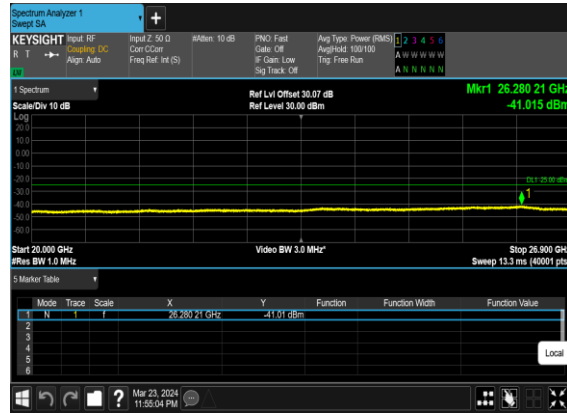 Spectrum Analyzer 1
Swept SA
+
KEYSIGHT Input: RF Input Z: 50 Ω #Atten: 10 dB PNO: Fast Avg Type: Power (RMS) 1 2 3 4 5 6
R T Coupling: DC Corr CCorr Gate: Off Avg|Hold: 100/100 A W W W W W
Align: Auto Freq Ref: Int (S) IF Gain: Low Trig: Free Run A N N N N N
Sig Track: Off
1 Spectrum Ref Lvl Offset 30.07 dB Mkr1 26.280 21 GHz
Scale/Div 10 dB Ref Level 30.00 dBm -41.015 dBm
Log
20.0
10.0
0.00
-10.0
-20.0
DL1 -25.00 dBm
-30.0
1
-40.0
-50.0
-60.0
Start 20.000 GHz Video BW 3.0 MHz* Stop 26.900 GHz
#Res BW 1.0 MHz Sweep 13.3 ms (40001 pts)
5 Marker Table
Mode Trace Scale X Y Function Function Width Function Value
1 N 1 f 26.280 21 GHz -41.01 dBm
2
3
4
5
6
Local
? Mar 23, 2024
11:55:04 PM